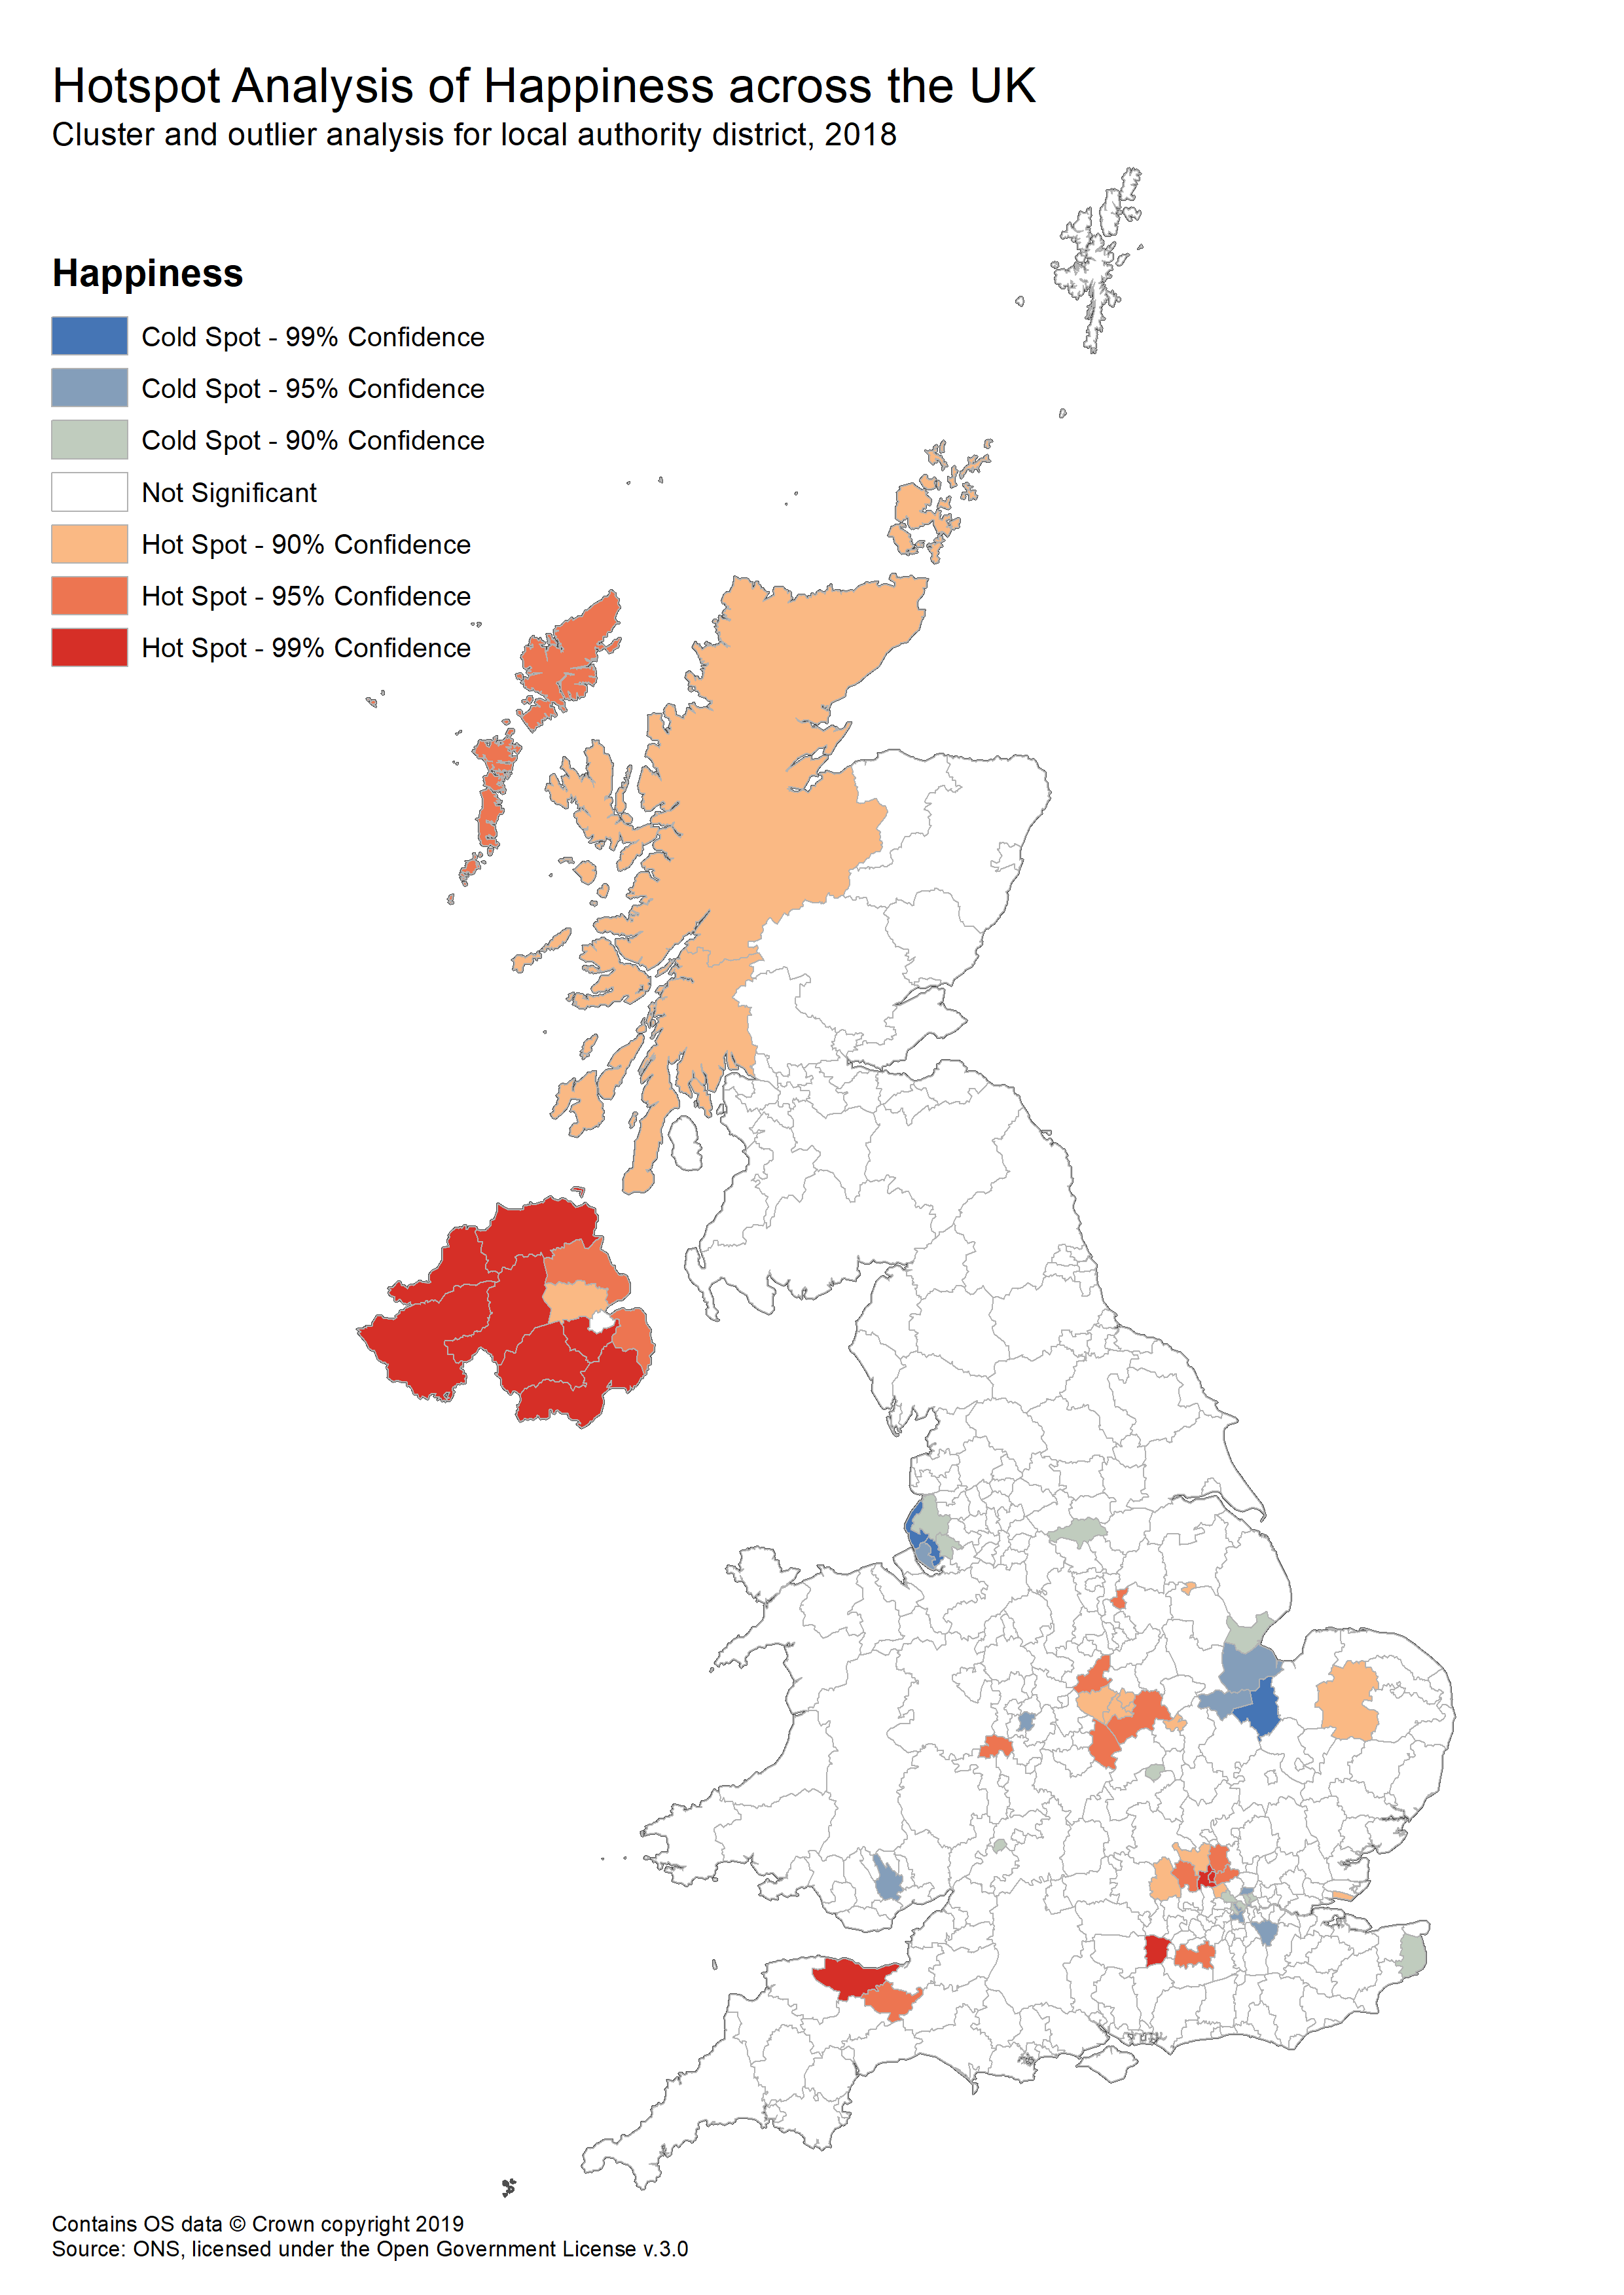 Hotspot Analysis of Happiness across the UK
Cluster and outlier analysis for local authority district, 2018
Happiness
Cold Spot - 99% Confidence
Cold Spot - 95% Confidence
Cold Spot - 90% Confidence
Not Significant
Hot Spot - 90% Confidence
Hot Spot - 95% Confidence
Hot Spot - 99% Confidence
Contains OS data © Crown copyright 2019
Source: ONS, licensed under the Open Government License v.3.0